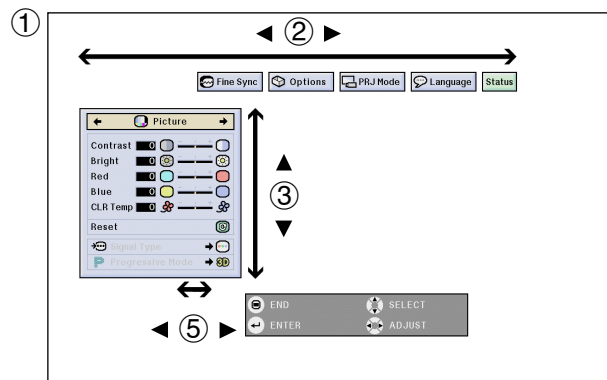 ① ◄ ② ►
Fine Sync Options PRJ Mode Language Status
Picture
Contrast 0
Bright 0
Red 0
Blue 0
CLR Temp 0
Reset
Signal Type
P Progressive Mode 3D
▲
③
▼
◄ ⑤ ►
END SELECT
ENTER ADJUST